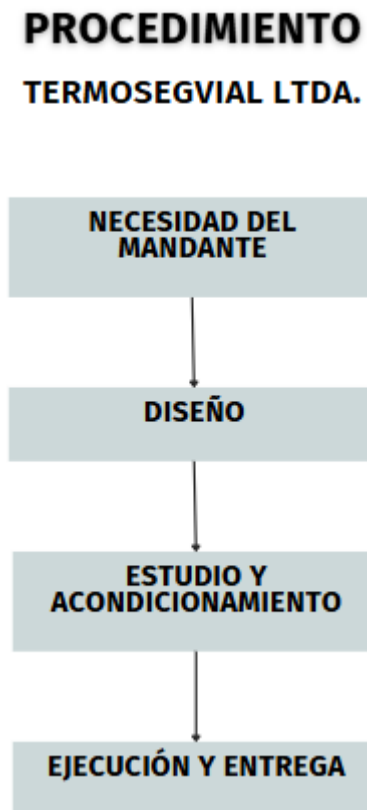 PROCEDIMIENTO
TERMOSEGVIAL LTDA.
NECESIDAD DEL
MANDANTE
DISEÑO
ESTUDIO Y
ACONDICIONAMIENTO
EJECUCIÓN Y ENTREGA